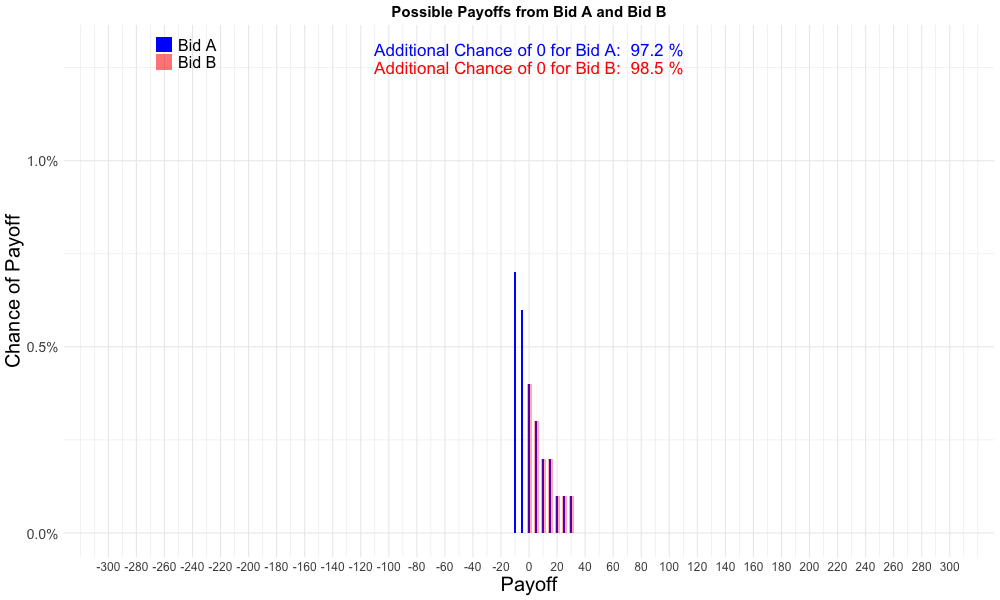 Possible Payoffs from Bid A and Bid B
Bid A
Bid B
Additional Chance of 0 for Bid A: 97.2 %
Additional Chance of 0 for Bid B: 98.5 %
Chance of Payoff
1.0%
0.5%
0.0%
-300 -280 -260 -240 -220 -200 -180 -160 -140 -120 -100 -80 -60 -40 -20 0 20 40 60 80 100 120 140 160 180 200 220 240 260 280 300
Payoff